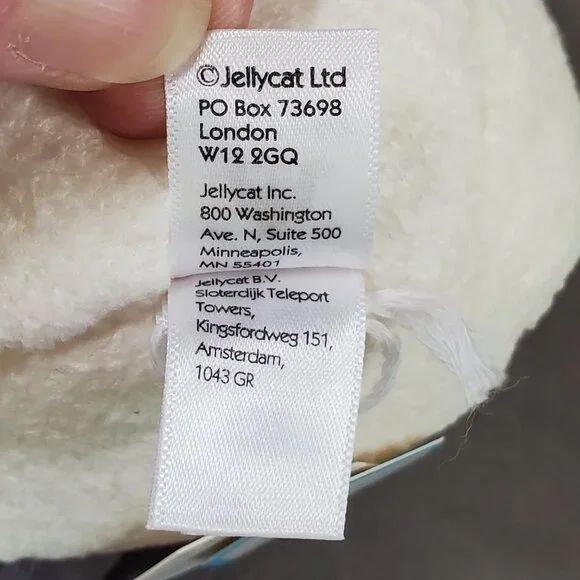 © Jellycat Ltd
PO Box 73698
London
W12 2GQ
Jellycat Inc.
800 Washington
Ave. N, Suite 500
Minneapolis,
MN 55401
Jellycat B.V.
Sloterdijk Teleport
Towers,
Kingsfordweg 151,
Amsterdam,
1043 GR